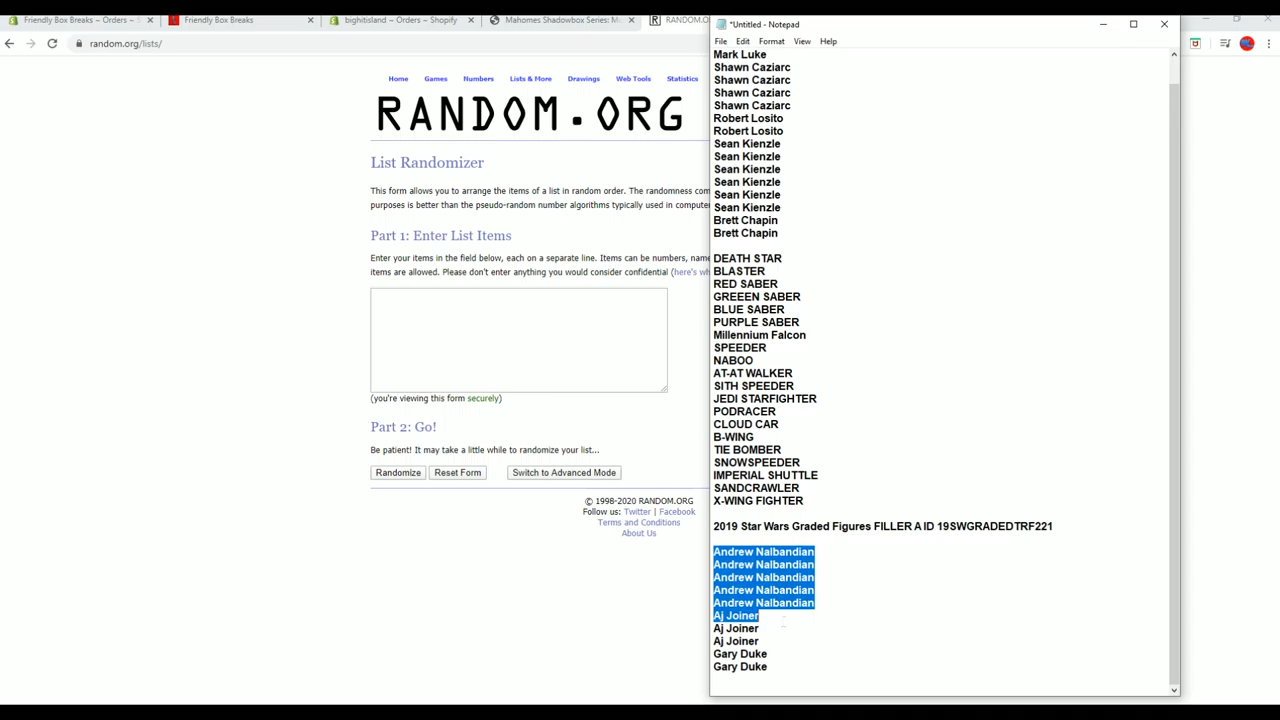 Friendly Box Breaks – Orders –
Friendly Box Breaks
bighitisland – Orders – Shopify
Mahomes Shadowbox Series: M
RANDOM.O
random.org/lists/
*Untitled - Notepad
File Edit Format View Help
Home Games Numbers Lists & More Drawings Web Tools Statistics
RANDOM.ORG
List Randomizer
This form allows you to arrange the items of a list in random order. The randomness com
purposes is better than the pseudo-random number algorithms typically used in computer
Part 1: Enter List Items
Enter your items in the field below, each on a separate line. Items can be numbers, name
items are allowed. Please don't enter anything you would consider confidential (here's wh
(you're viewing this form securely)
Part 2: Go!
Be patient! It may take a little while to randomize your list...
Randomize Reset Form Switch to Advanced Mode
© 1998-2020 RANDOM.ORG
Follow us: Twitter | Facebook
Terms and Conditions
About Us
Mark Luke
Shawn Caziarc
Shawn Caziarc
Shawn Caziarc
Shawn Caziarc
Robert Losito
Robert Losito
Sean Kienzle
Sean Kienzle
Sean Kienzle
Sean Kienzle
Sean Kienzle
Sean Kienzle
Brett Chapin
Brett Chapin
DEATH STAR
BLASTER
RED SABER
GREEEN SABER
BLUE SABER
PURPLE SABER
Millennium Falcon
SPEEDER
NABOO
AT-AT WALKER
SITH SPEEDER
JEDI STARFIGHTER
PODRACER
CLOUD CAR
B-WING
TIE BOMBER
SNOWSPEEDER
IMPERIAL SHUTTLE
SANDCRAWLER
X-WING FIGHTER
2019 Star Wars Graded Figures FILLER A ID 19SWGRADEDTRF221
Andrew Nalbandian
Andrew Nalbandian
Andrew Nalbandian
Andrew Nalbandian
Andrew Nalbandian
Aj Joiner
Aj Joiner
Aj Joiner
Gary Duke
Gary Duke